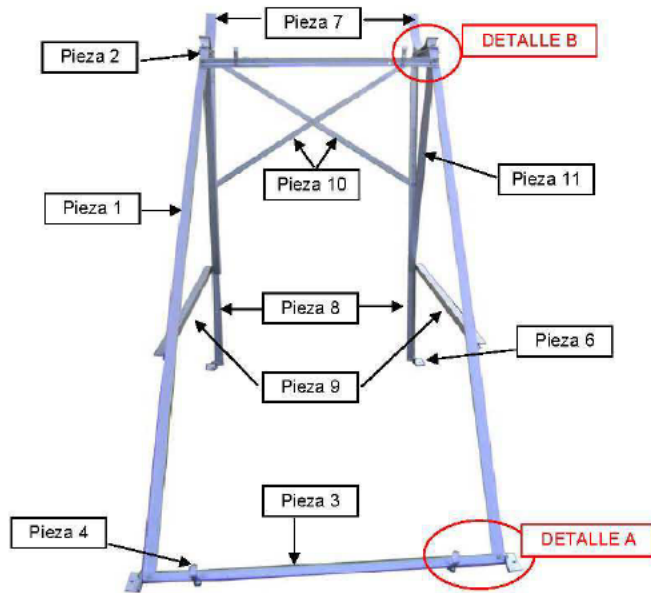 Pieza 7
DETALLE B
Pieza 2
Pieza 10
Pieza 11
Pieza 1
Pieza 8
Pieza 6
Pieza 9
Pieza 3
Pieza 4
DETALLE A